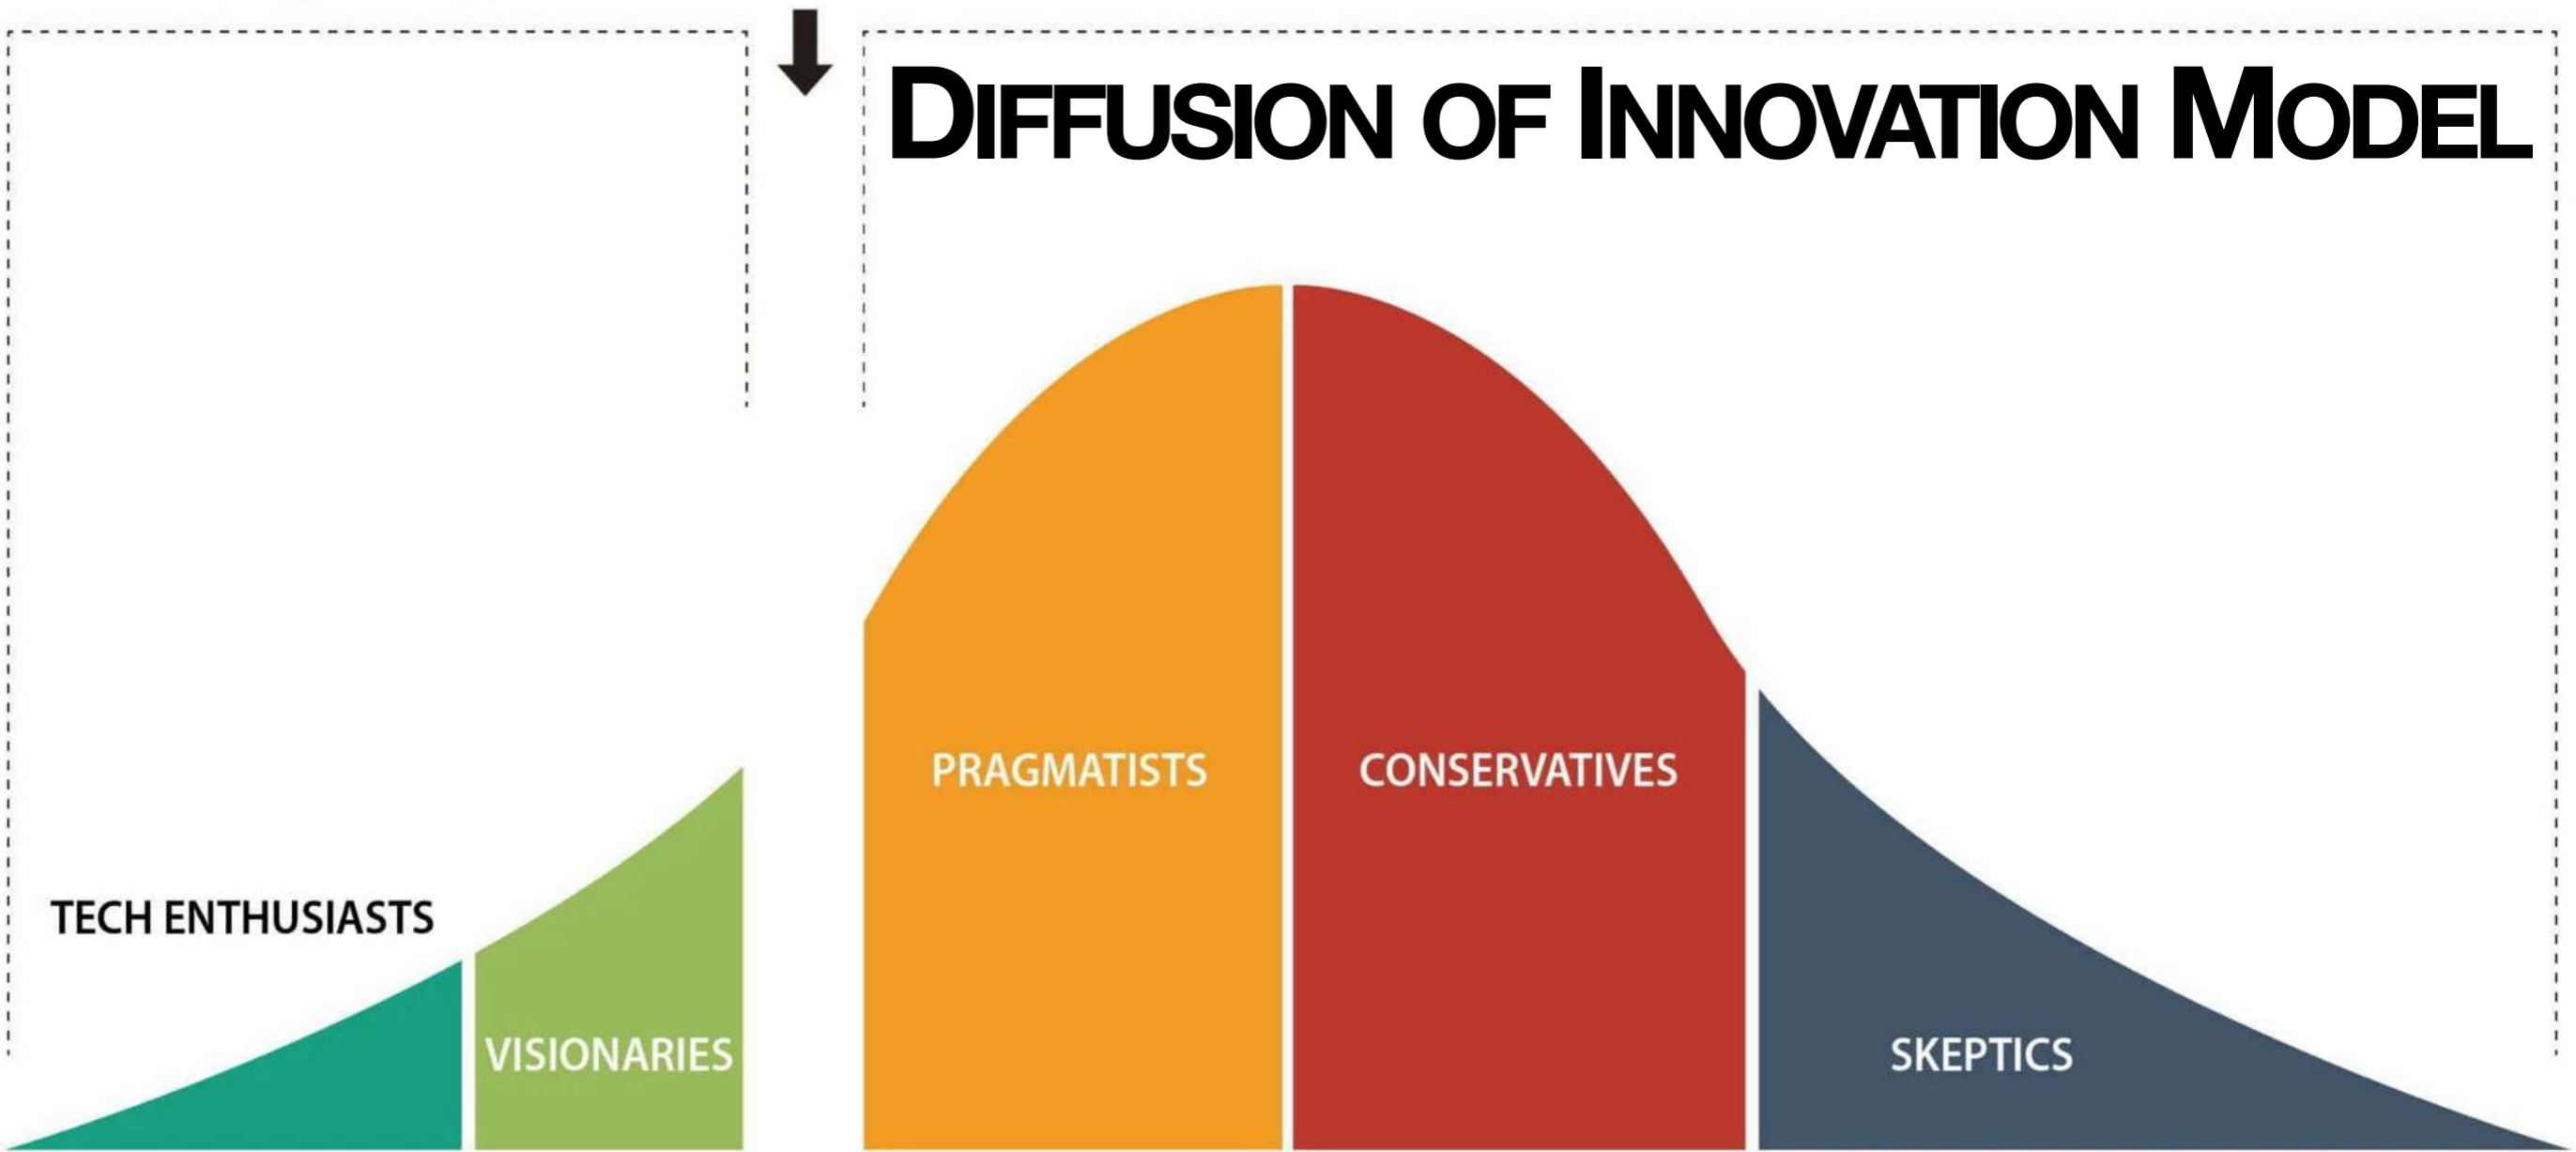 DIFFUSION OF INNOVATION MODEL
PRAGMATISTS
CONSERVATIVES
TECH ENTHUSIASTS
VISIONARIES
SKEPTICS